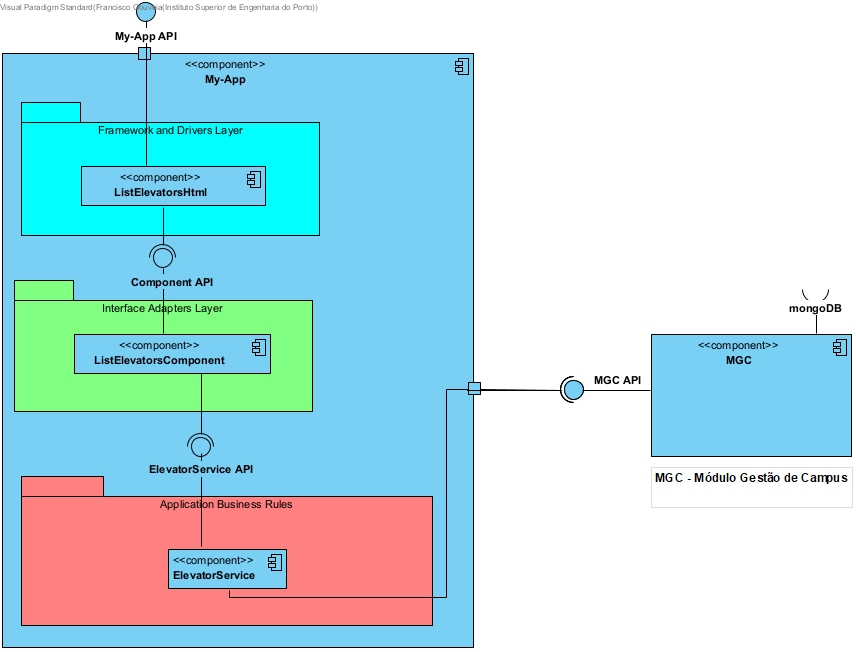 Visual Paradigm Standard(Francisco Gouveia(Instituto Superior de Engenharia do Porto))
My-App API
<<component>>
My-App
Framework and Drivers Layer
<<component>>
ListElevatorsHtml
Component API
Interface Adapters Layer
<<component>>
ListElevatorsComponent
ElevatorService API
Application Business Rules
<<component>>
ElevatorService
MGC API
mongoDB
<<component>>
MGC
MGC - Módulo Gestão de Campus